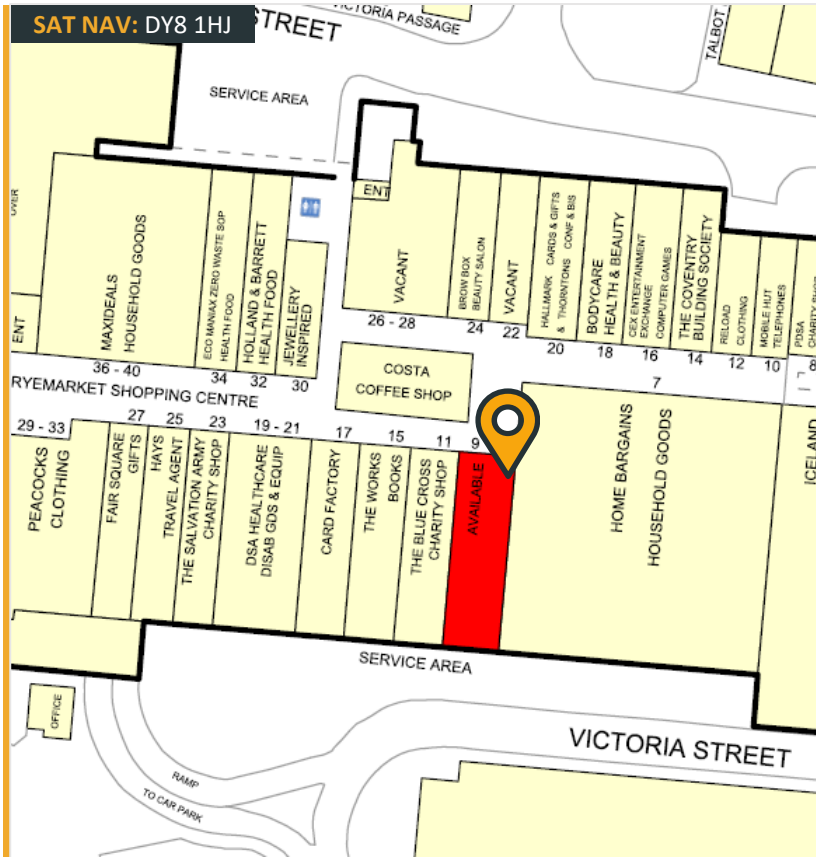 SAT NAV: DY8 1HJ
STREET
VICTORIA PASSAGE
TALBOT
SERVICE AREA
OVER
ENT
MAXIDEALS
HOUSEHOLD GOODS
36 - 40
ECO MANIAX ZERO WASTE SOP
HEALTH FOOD
34
HOLLAND & BARRETT
HEALTH FOOD
32
JEWELLERY
INSPIRED
30
ENT
VACANT
26 - 28
BROW BOX
BEAUTY SALON
24
VACANT
22
HALLMARK CARDS & GIFTS
& THORNTONS CONF & BIS
20
BODYCARE
HEALTH & BEAUTY
18
CEX ENTERTAINMENT
EXCHANGE
COMPUTER GAMES
16
THE COVENTRY
BUILDING SOCIETY
14
RELOAD
CLOTHING
12
MOBILE HUT
TELEPHONES
10
PDSA
CHARITY SHOP
8
COSTA
COFFEE SHOP
RYEMARKET SHOPPING CENTRE
29 - 33
PEACOCKS
CLOTHING
27
FAIR SQUARE
GIFTS
25
HAYS
TRAVEL AGENT
23
THE SALVATION ARMY
CHARITY SHOP
19 - 21
DSA HEALTHCARE
DISAB GDS & EQUIP
17
CARD FACTORY
15
THE WORKS
BOOKS
11
THE BLUE CROSS
CHARITY SHOP
9
AVAILABLE
7
HOME BARGAINS
HOUSEHOLD GOODS
ICELAND
SERVICE AREA
OFFICE
VICTORIA STREET
RAMP
TO CAR PARK